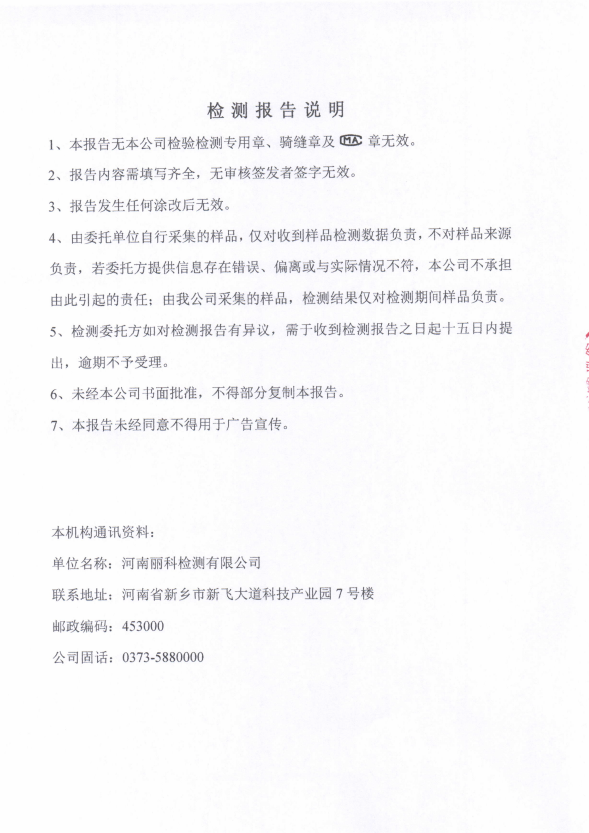 检测报告说明
1、本报告无本公司检验检测专用章、骑缝章及 MA 章无效。
2、报告内容需填写齐全，无审核签发者签字无效。
3、报告发生任何涂改后无效。
4、由委托单位自行采集的样品，仅对收到样品检测数据负责，不对样品来源
负责，若委托方提供信息存在错误、偏离或与实际情况不符，本公司不承担
由此引起的责任；由我公司采集的样品，检测结果仅对检测期间样品负责。
5、检测委托方如对检测报告有异议，需于收到检测报告之日起十五日内提
出，逾期不予受理。
6、未经本公司书面批准，不得部分复制本报告。
7、本报告未经同意不得用于广告宣传。
本机构通讯资料：
单位名称：河南丽科检测有限公司
联系地址：河南省新乡市新飞大道科技产业园 7 号楼
邮政编码：453000
公司固话：0373-5880000